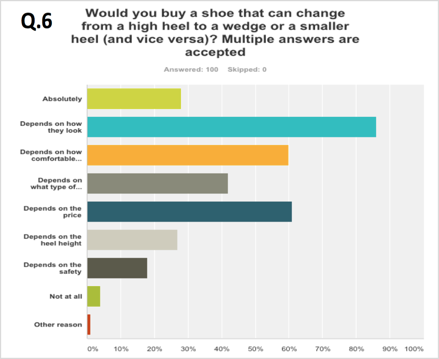 Q.6
Would you buy a shoe that can change
from a high heel to a wedge or a smaller
heel (and vice versa)? Multiple answers are
accepted
Answered: 100 Skipped: 0
Absolutely
Depends on how
they look
Depends on how
comfortable...
Depends on
what type of...
Depends on the
price
Depends on the
heel height
Depends on the
safety
Not at all
Other reason
0% 10% 20% 30% 40% 50% 60% 70% 80% 90% 100%